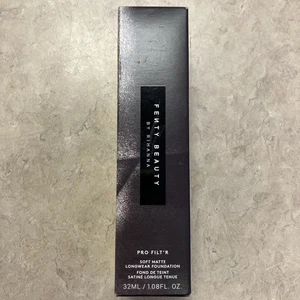 FENTY BEAUTY
BY RIHANNA
PRO FILT'R
SOFT MATTE
LONGWEAR FOUNDATION
FOND DE TEINT
SATINÉ LONGUE TENUE
32ML / 1.08FL. OZ.